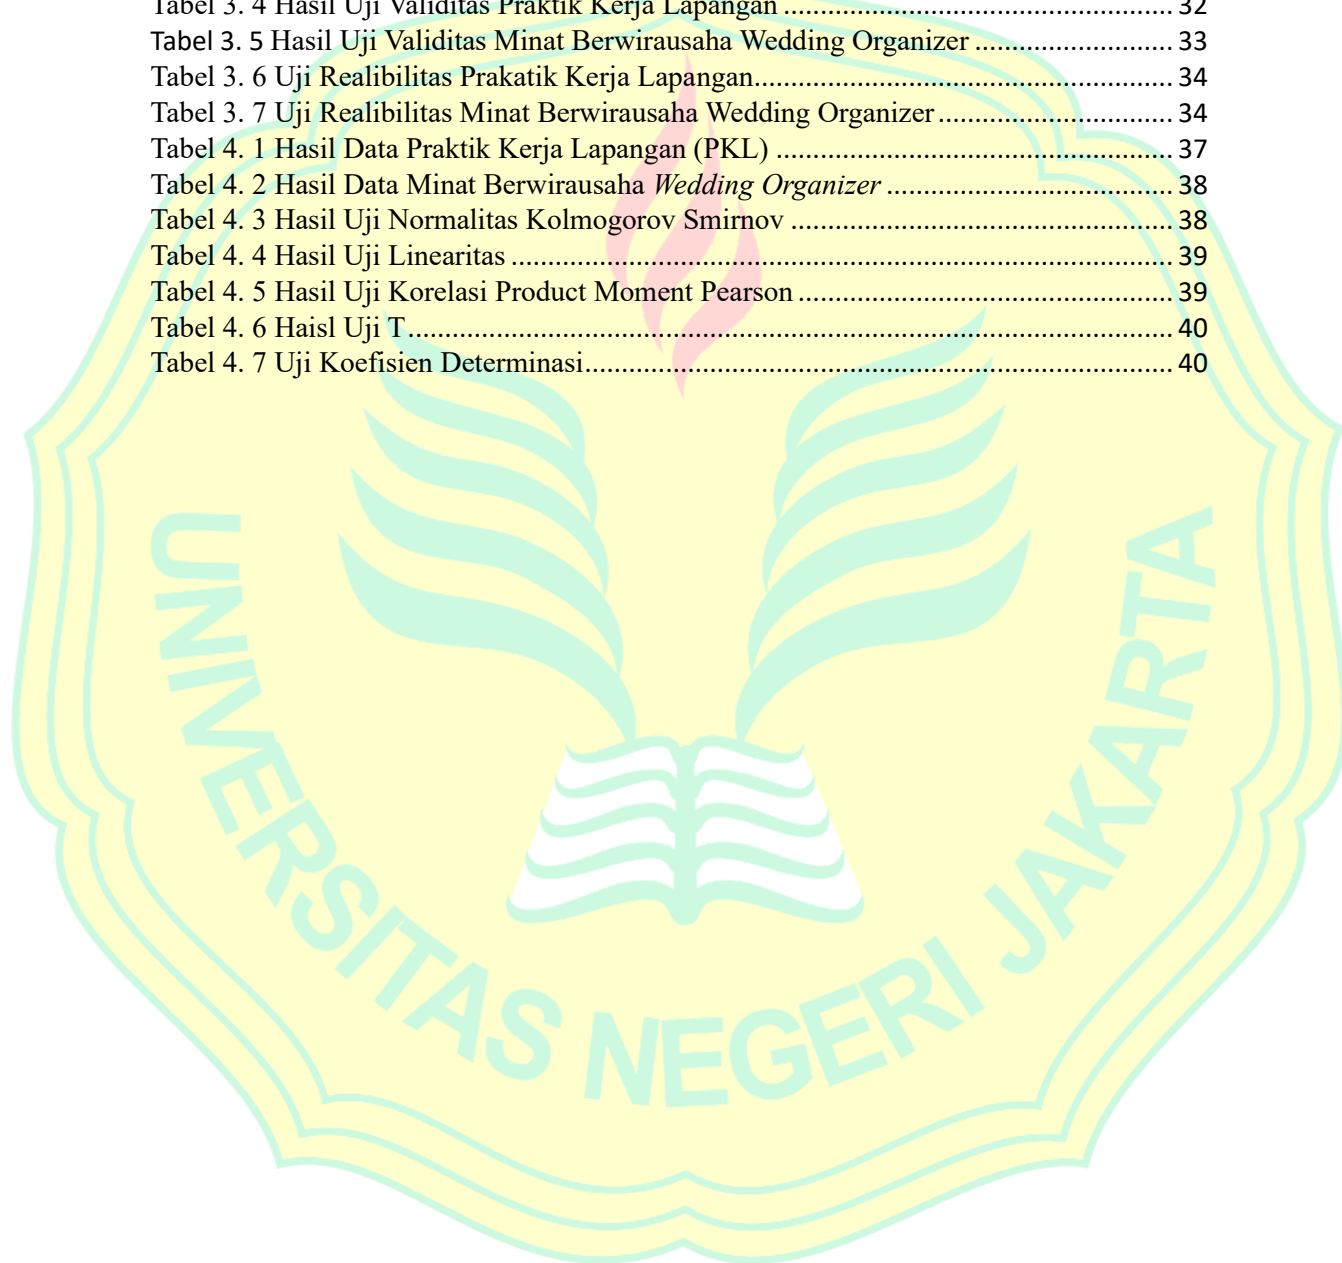 Tabel 3. 4 Hasil Uji Validitas Praktik Kerja Lapangan ..................................................... 32
Tabel 3. 5 Hasil Uji Validitas Minat Berwirausaha Wedding Organizer ........................... 33
Tabel 3. 6 Uji Realibilitas Prakatik Kerja Lapangan......................................................... 34
Tabel 3. 7 Uji Realibilitas Minat Berwirausaha Wedding Organizer ................................ 34
Tabel 4. 1 Hasil Data Praktik Kerja Lapangan (PKL) ...................................................... 37
Tabel 4. 2 Hasil Data Minat Berwirausaha Wedding Organizer ....................................... 38
Tabel 4. 3 Hasil Uji Normalitas Kolmogorov Smirnov .................................................... 38
Tabel 4. 4 Hasil Uji Linearitas .......................................................................................... 39
Tabel 4. 5 Hasil Uji Korelasi Product Moment Pearson ................................................... 39
Tabel 4. 6 Haisl Uji T........................................................................................................ 40
Tabel 4. 7 Uji Koefisien Determinasi................................................................................ 40
UNIVERSITAS NEGERI JAKARTA